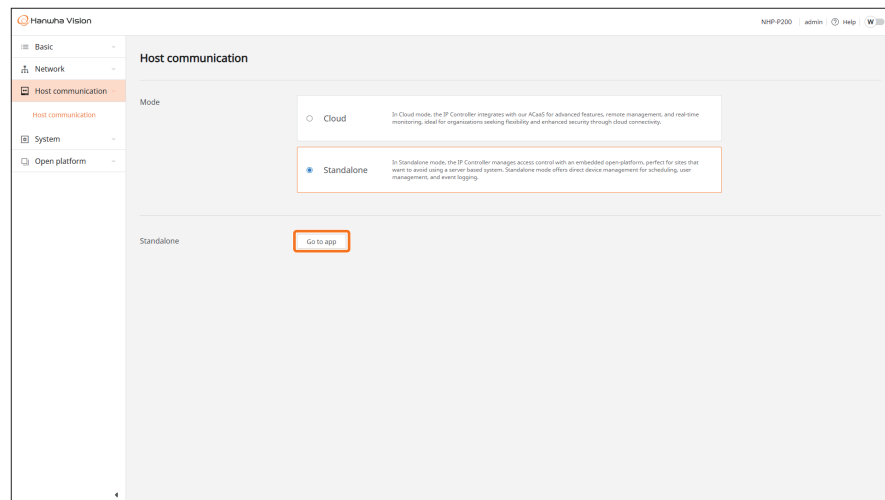 Hanwha Vision
NHP-P200 admin Help W
Basic
Network
Host communication
Host communication
System
Open platform
Host communication
Mode
Cloud
In Cloud mode, the IP Controller integrates with our ACaaS for advanced features, remote management, and real-time
monitoring, ideal for organizations seeking flexibility and enhanced security through cloud connectivity.
Standalone
In Standalone mode, the IP Controller manages access control with an embedded open-platform, perfect for sites that
want to avoid using a server based system. Standalone mode offers direct device management for scheduling, user
management, and event logging.
Standalone
Go to app